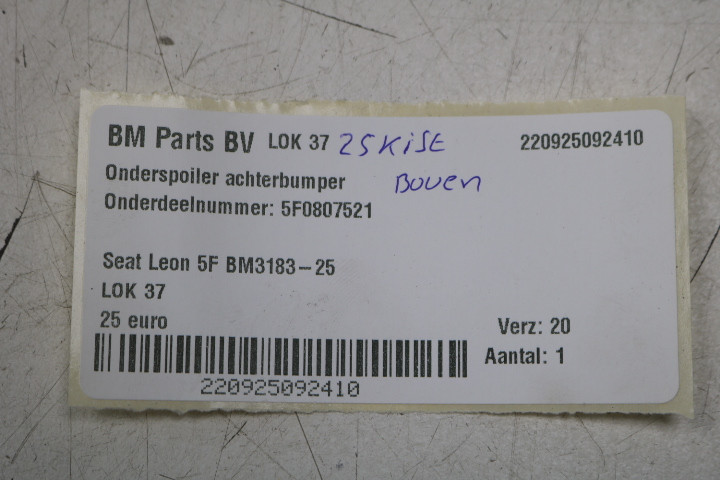 BM Parts BV LOK 37 25KiSt 220925092410
Onderspoiler achterbumper Boven
Onderdeelnummer: 5F0807521
Seat Leon 5F BM3183-25
LOK 37
25 euro Verz: 20
Aantal: 1
220925092410